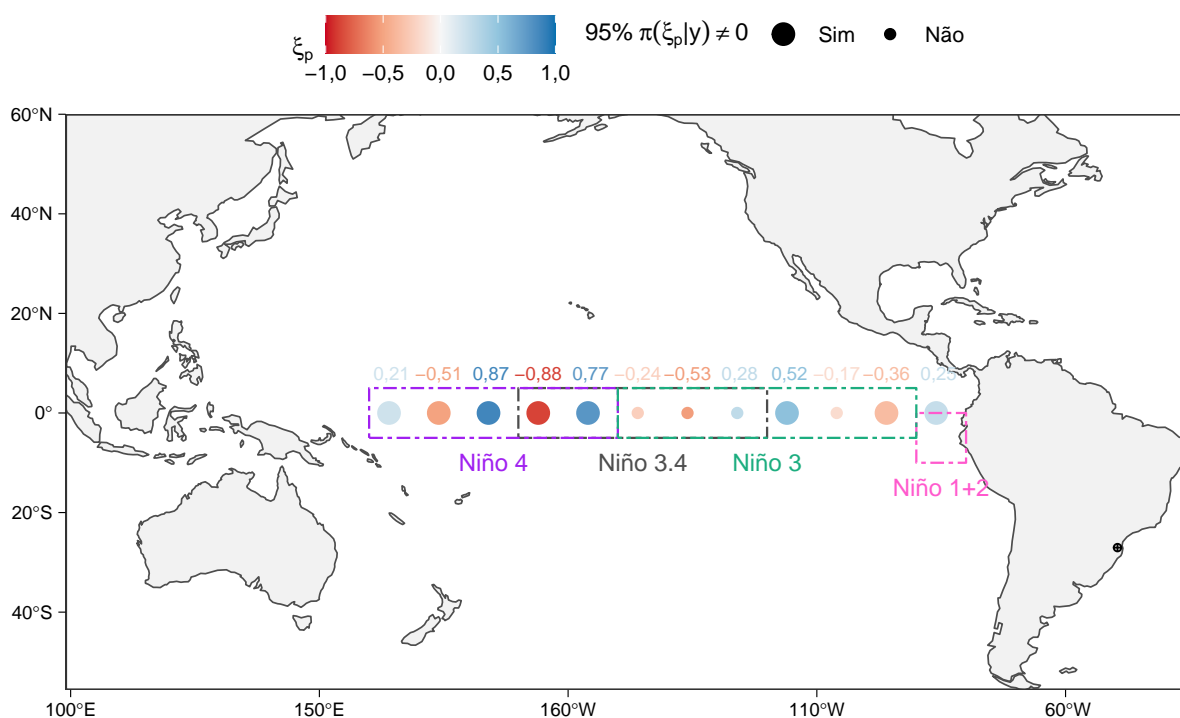 ξp
−1,0 −0,5 0,0 0,5 1,0
95% π(ξp|y) ≠ 0 Sim Não
60°N
40°N
20°N
0°
20°S
40°S
0,21 −0,51 0,87 −0,88 0,77 −0,24 −0,53 0,28 0,52 −0,17 −0,36 0,25
Niño 4 Niño 3.4 Niño 3
Niño 1+2
100°E 150°E 160°W 110°W 60°W